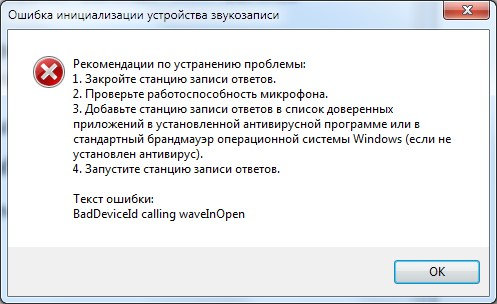 Ошибка инициализации устройства звукозаписи
Рекомендации по устранению проблемы:
1. Закройте станцию записи ответов.
2. Проверьте работоспособность микрофона.
3. Добавьте станцию записи ответов в список доверенных
приложений в установленной антивирусной программе или в
стандартный брандмауэр операционной системы Windows (если не
установлен антивирус).
4. Запустите станцию записи ответов.
Текст ошибки:
BadDeviceId calling waveInOpen
OK